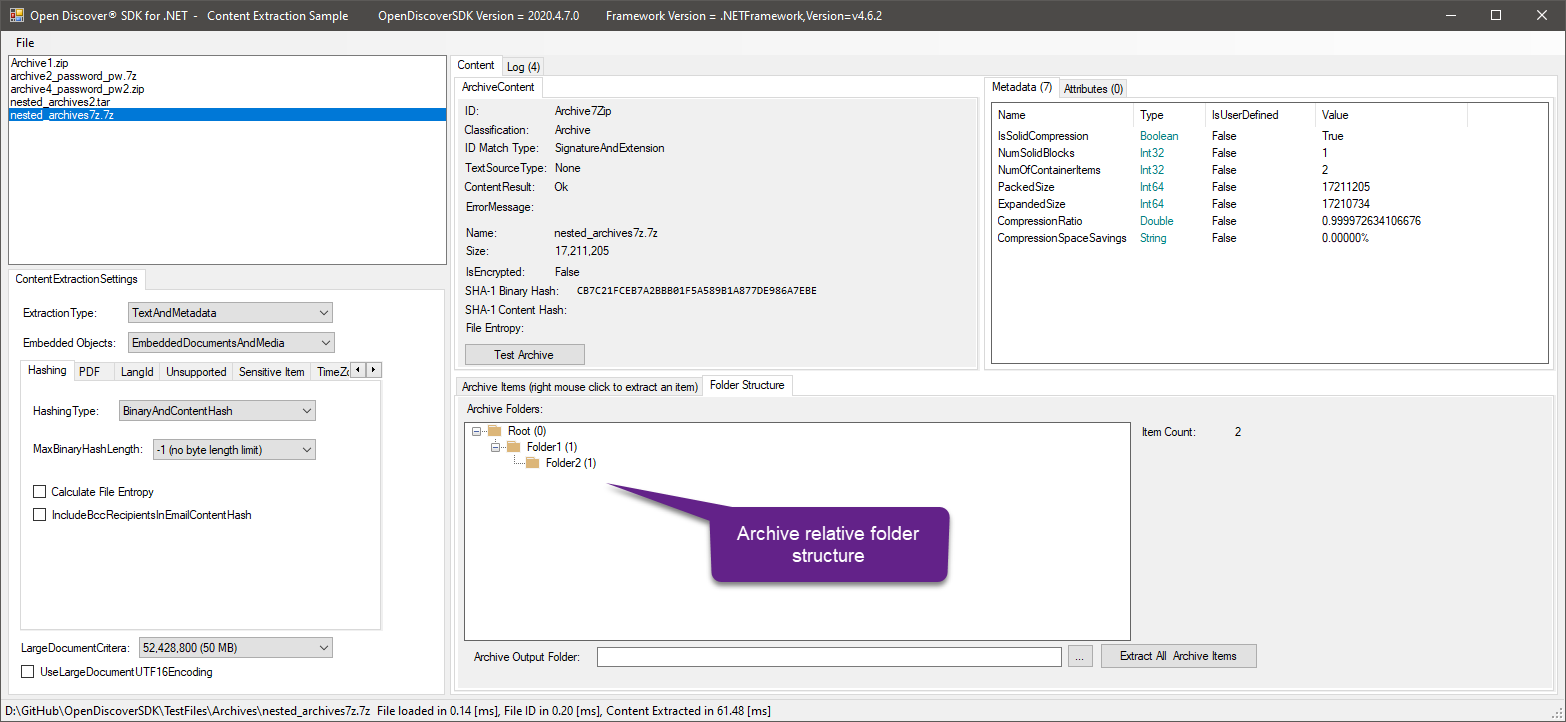 Open Discover® SDK for .NET - Content Extraction Sample OpenDiscoverSDK Version = 2020.4.7.0 Framework Version = .NETFramework,Version=v4.6.2
File
Archive1.zip
archive2_password_pw.7z
archive4_password_pw2.zip
nested_archives2.tar
nested_archives7z.7z
ContentExtractionSettings
ExtractionType: TextAndMetadata
Embedded Objects: EmbeddedDocumentsAndMedia
Hashing PDF LangId Unsupported Sensitive Item TimeZo
HashingType: BinaryAndContentHash
MaxBinaryHashLength: -1 (no byte length limit)
Calculate File Entropy
IncludeBccRecipientsInEmailContentHash
LargeDocumentCritera: 52,428,800 (50 MB)
UseLargeDocumentUTF16Encoding
Content Log (4)
ArchiveContent
ID: Archive7Zip
Classification: Archive
ID Match Type: SignatureAndExtension
TextSourceType: None
ContentResult: Ok
ErrorMessage:
Name: nested_archives7z.7z
Size: 17,211,205
IsEncrypted: False
SHA-1 Binary Hash: CB7C21FCEB7A2BBB01F5A589B1A877DE986A7EBE
SHA-1 Content Hash:
File Entropy:
Test Archive
Metadata (7) Attributes (0)
Name Type IsUserDefined Value
IsSolidCompression Boolean False True
NumSolidBlocks Int32 False 1
NumOfContainerItems Int32 False 2
PackedSize Int64 False 17211205
ExpandedSize Int64 False 17210734
CompressionRatio Double False 0.999972634106676
CompressionSpaceSavings String False 0.00000%
Archive Items (right mouse click to extract an item) Folder Structure
Archive Folders:
Root (0)
Folder1 (1)
Folder2 (1)
Item Count: 2
Archive relative folder
structure
Archive Output Folder: ... Extract All Archive Items
D:\GitHub\OpenDiscoverSDK\TestFiles\Archives\nested_archives7z.7z File loaded in 0.14 [ms], File ID in 0.20 [ms], Content Extracted in 61.48 [ms]